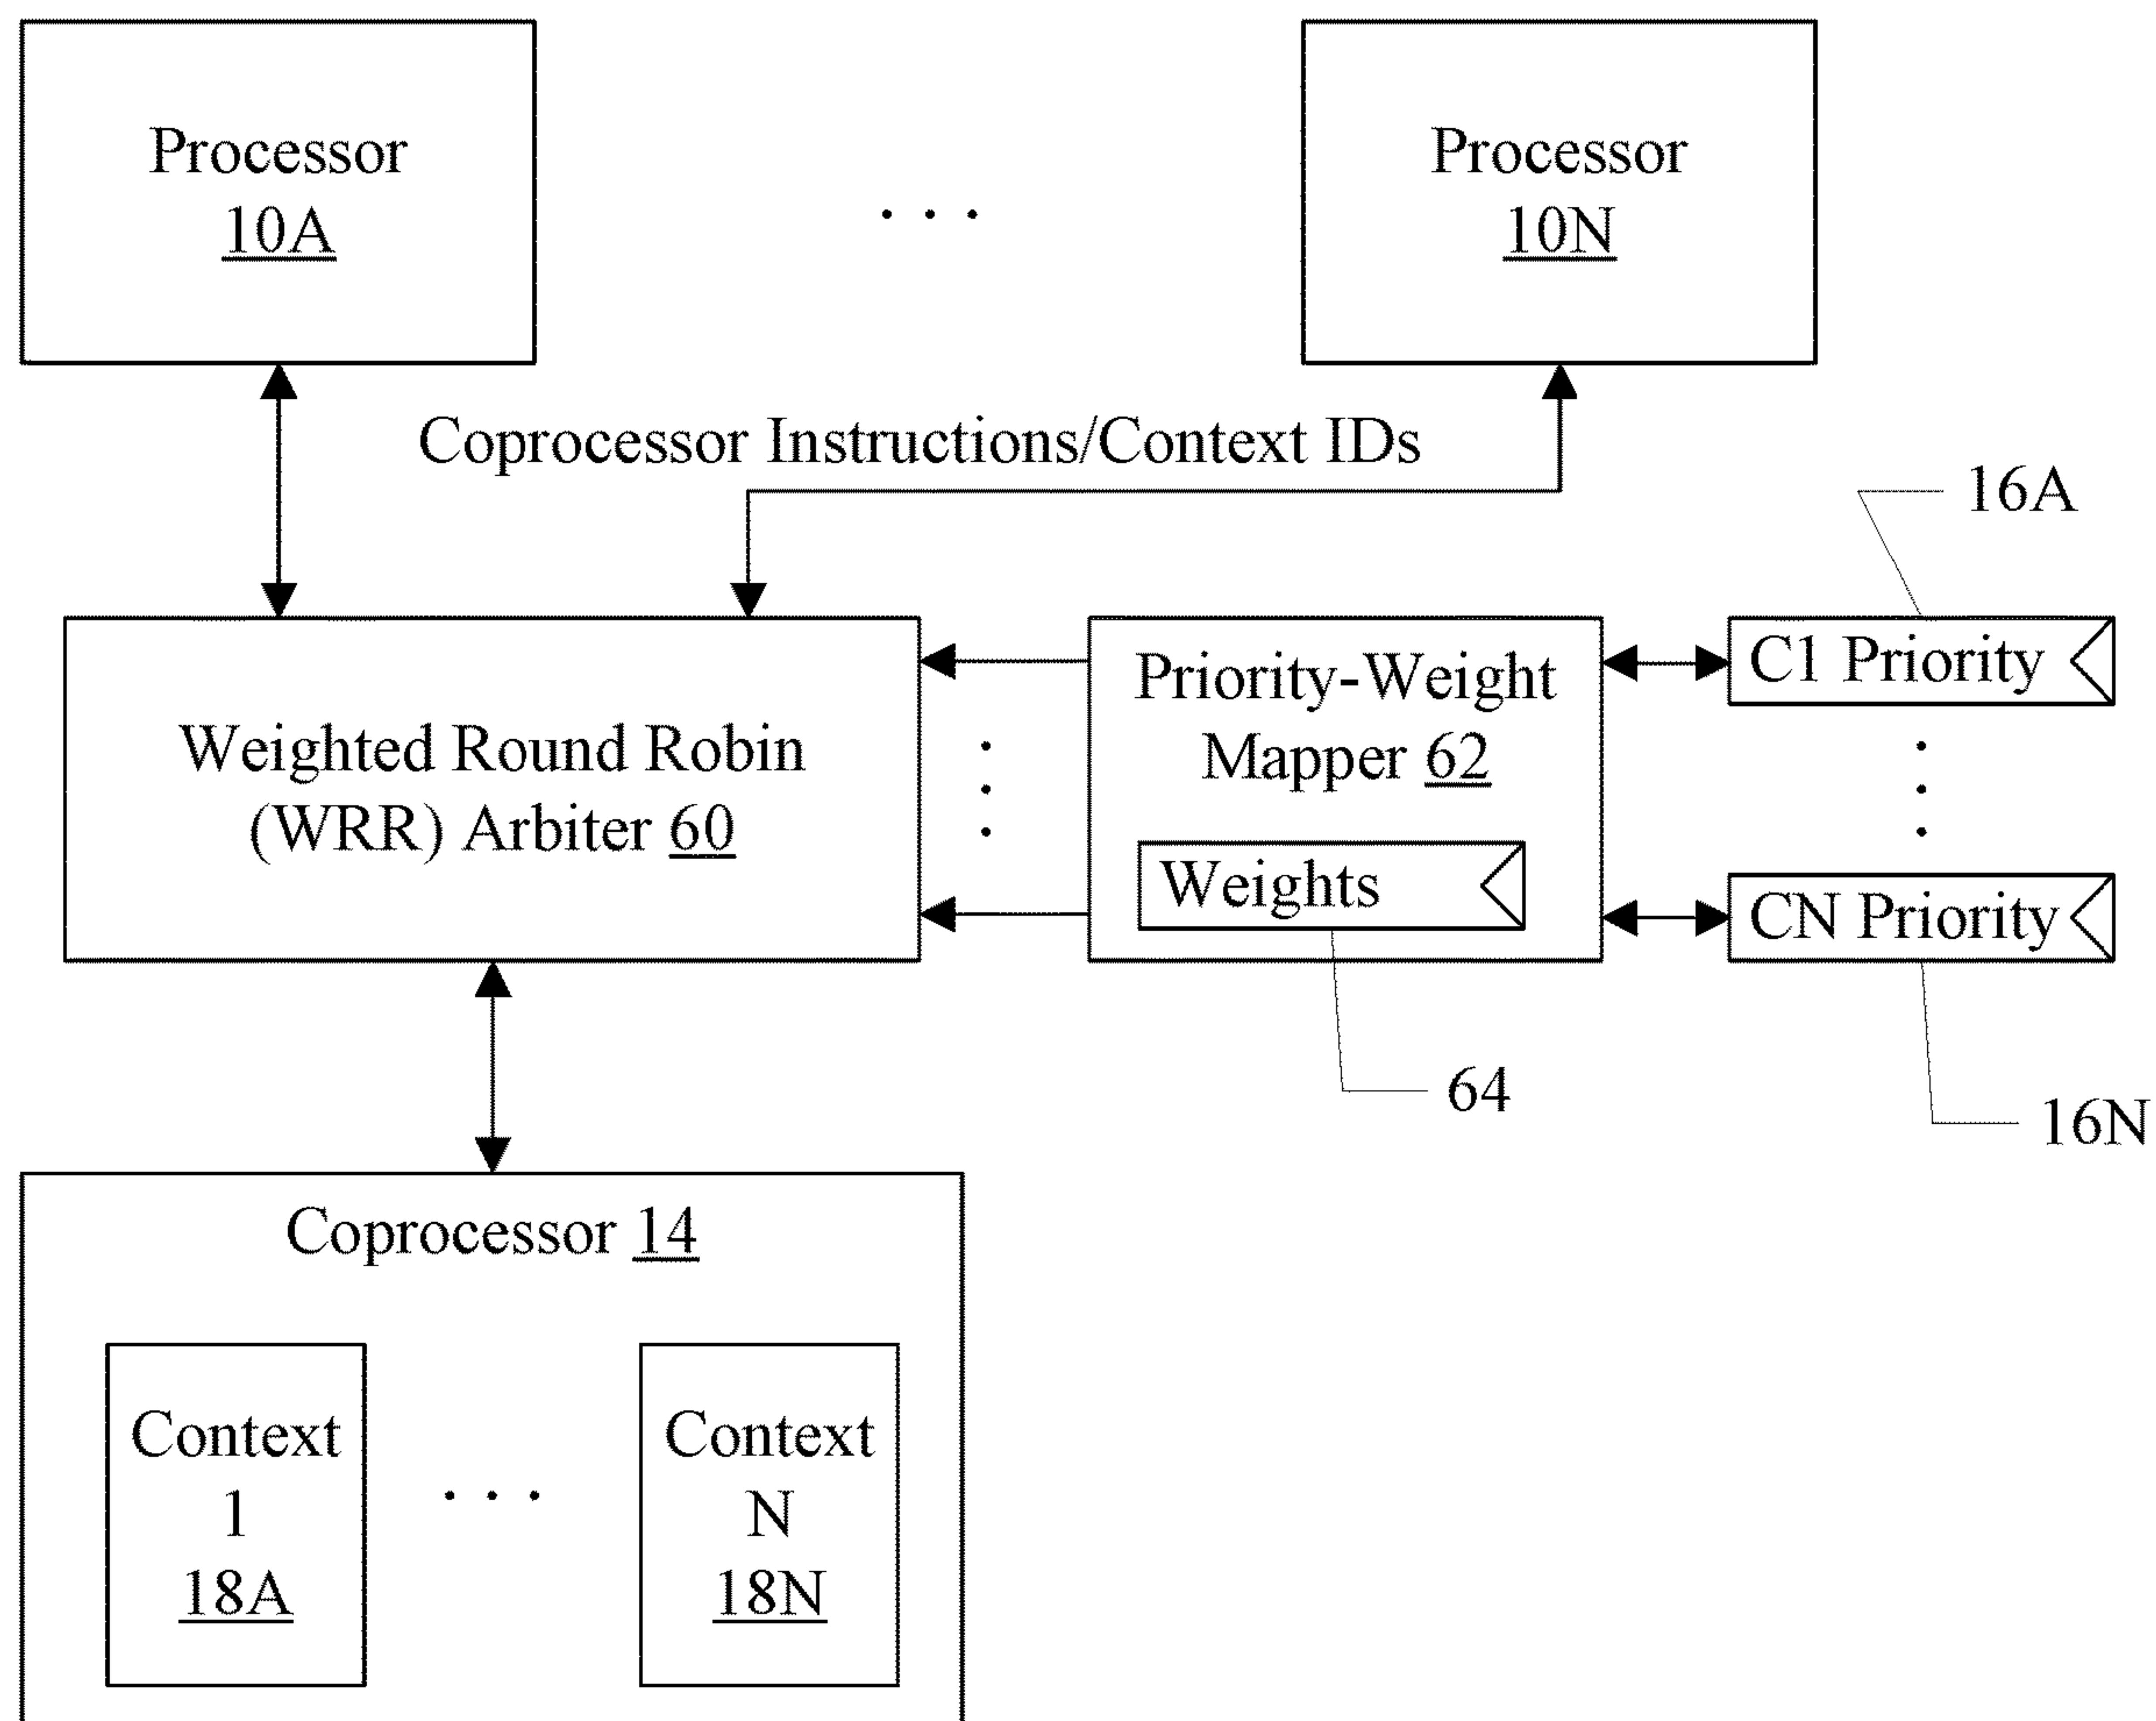 Processor
10A
. . .
Processor
10N
Coprocessor Instructions/Context IDs
16A
Weighted Round Robin
(WRR) Arbiter 60
Priority-Weight
Mapper 62
Weights
C1 Priority
CN Priority
64
16N
Coprocessor 14
Context
1
18A
. . .
Context
N
18N